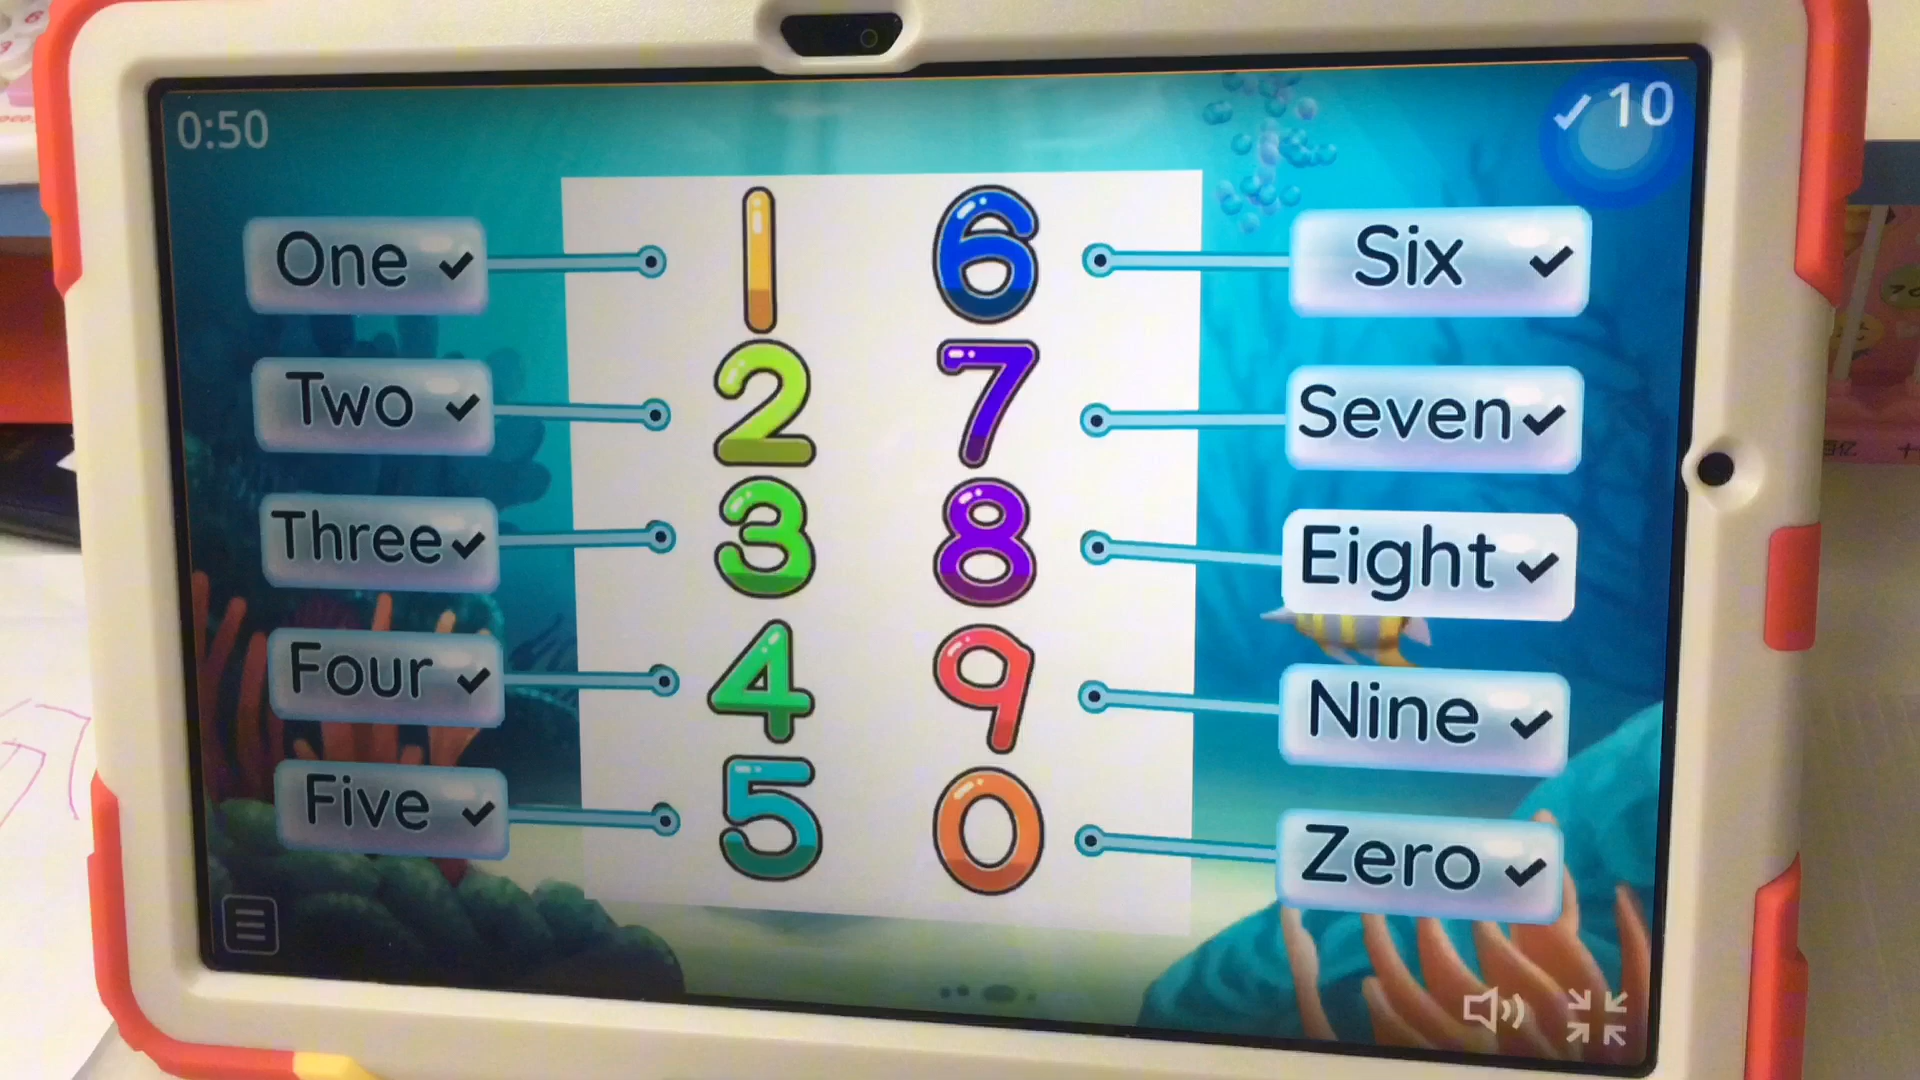 0:50
✓ 10
One ✓ 1 6 Six ✓
Two ✓ 2 7 Seven ✓
Three ✓ 3 8 Eight ✓
Four ✓ 4 9 Nine ✓
Five ✓ 5 0 Zero ✓